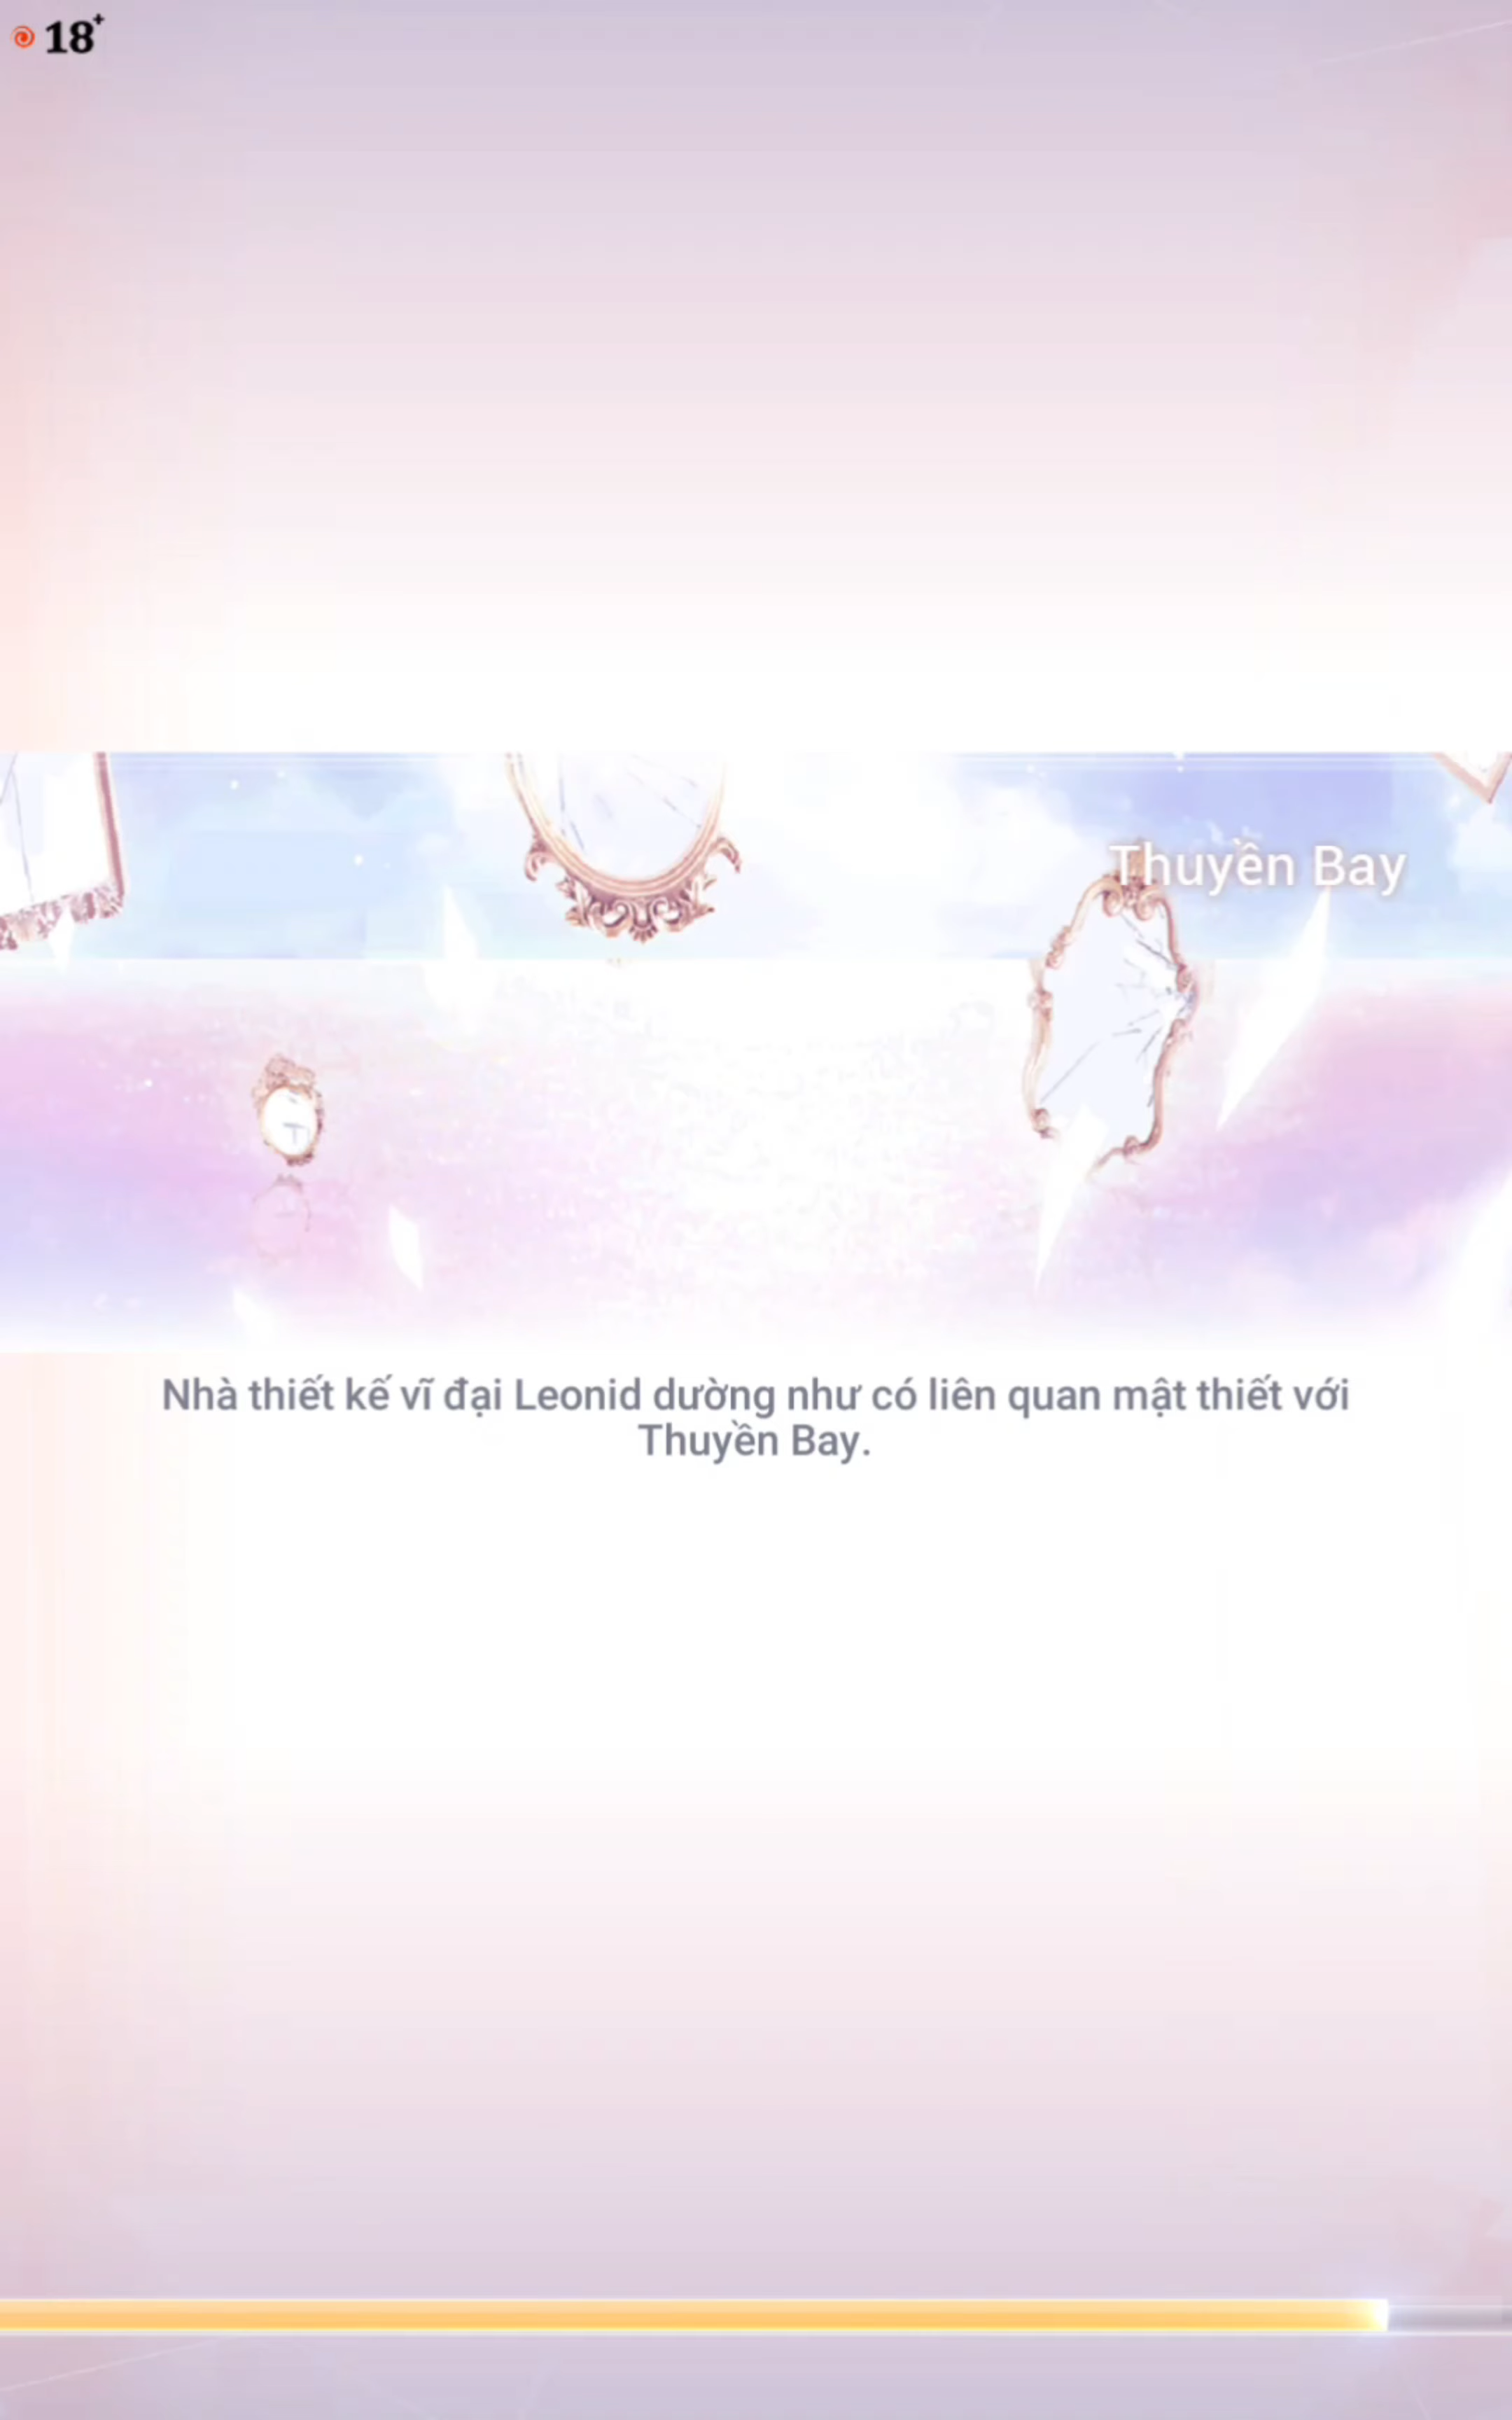 18+
Thuyền Bay
Nhà thiết kế vĩ đại Leonid dường như có liên quan mật thiết với
Thuyền Bay.